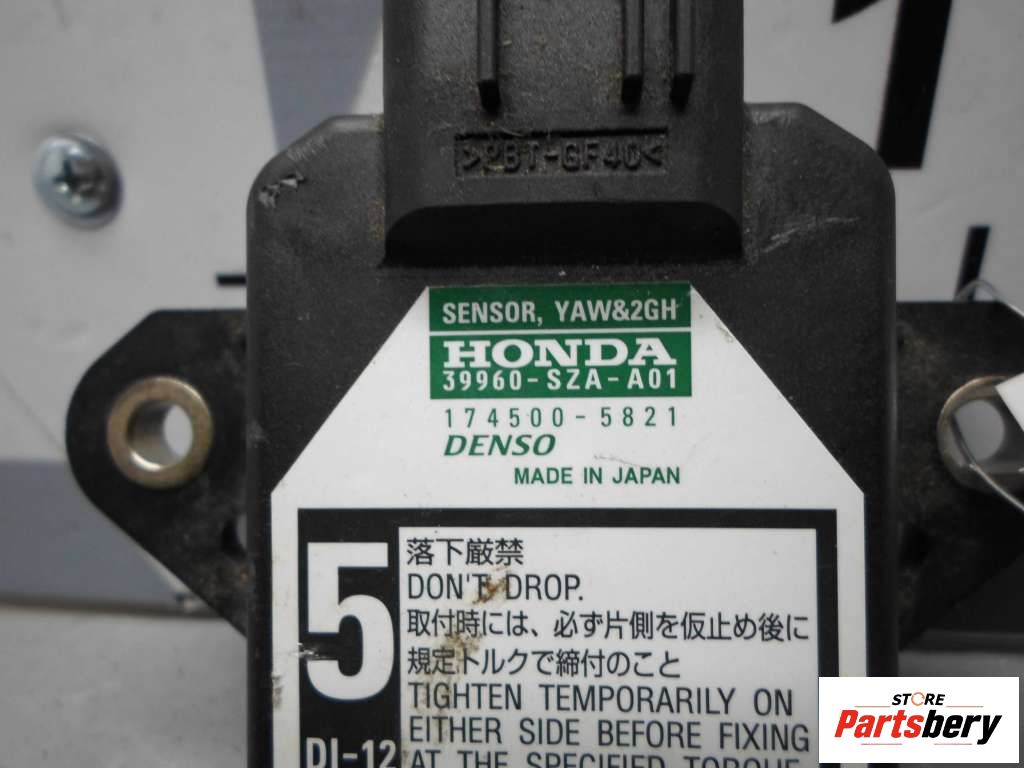 >PBT-GF40<
SENSOR, YAW&2GH
HONDA
39960-SZA-A01
174500-5821
DENSO
MADE IN JAPAN
5
落下厳禁
DON'T DROP.
取付時には、必ず片側を仮止め後に
規定トルクで締付のこと
TIGHTEN TEMPORARILY ON
EITHER SIDE BEFORE FIXING
AT THE SPECIFIED TORQUE
DI-12
STORE
Partsbery